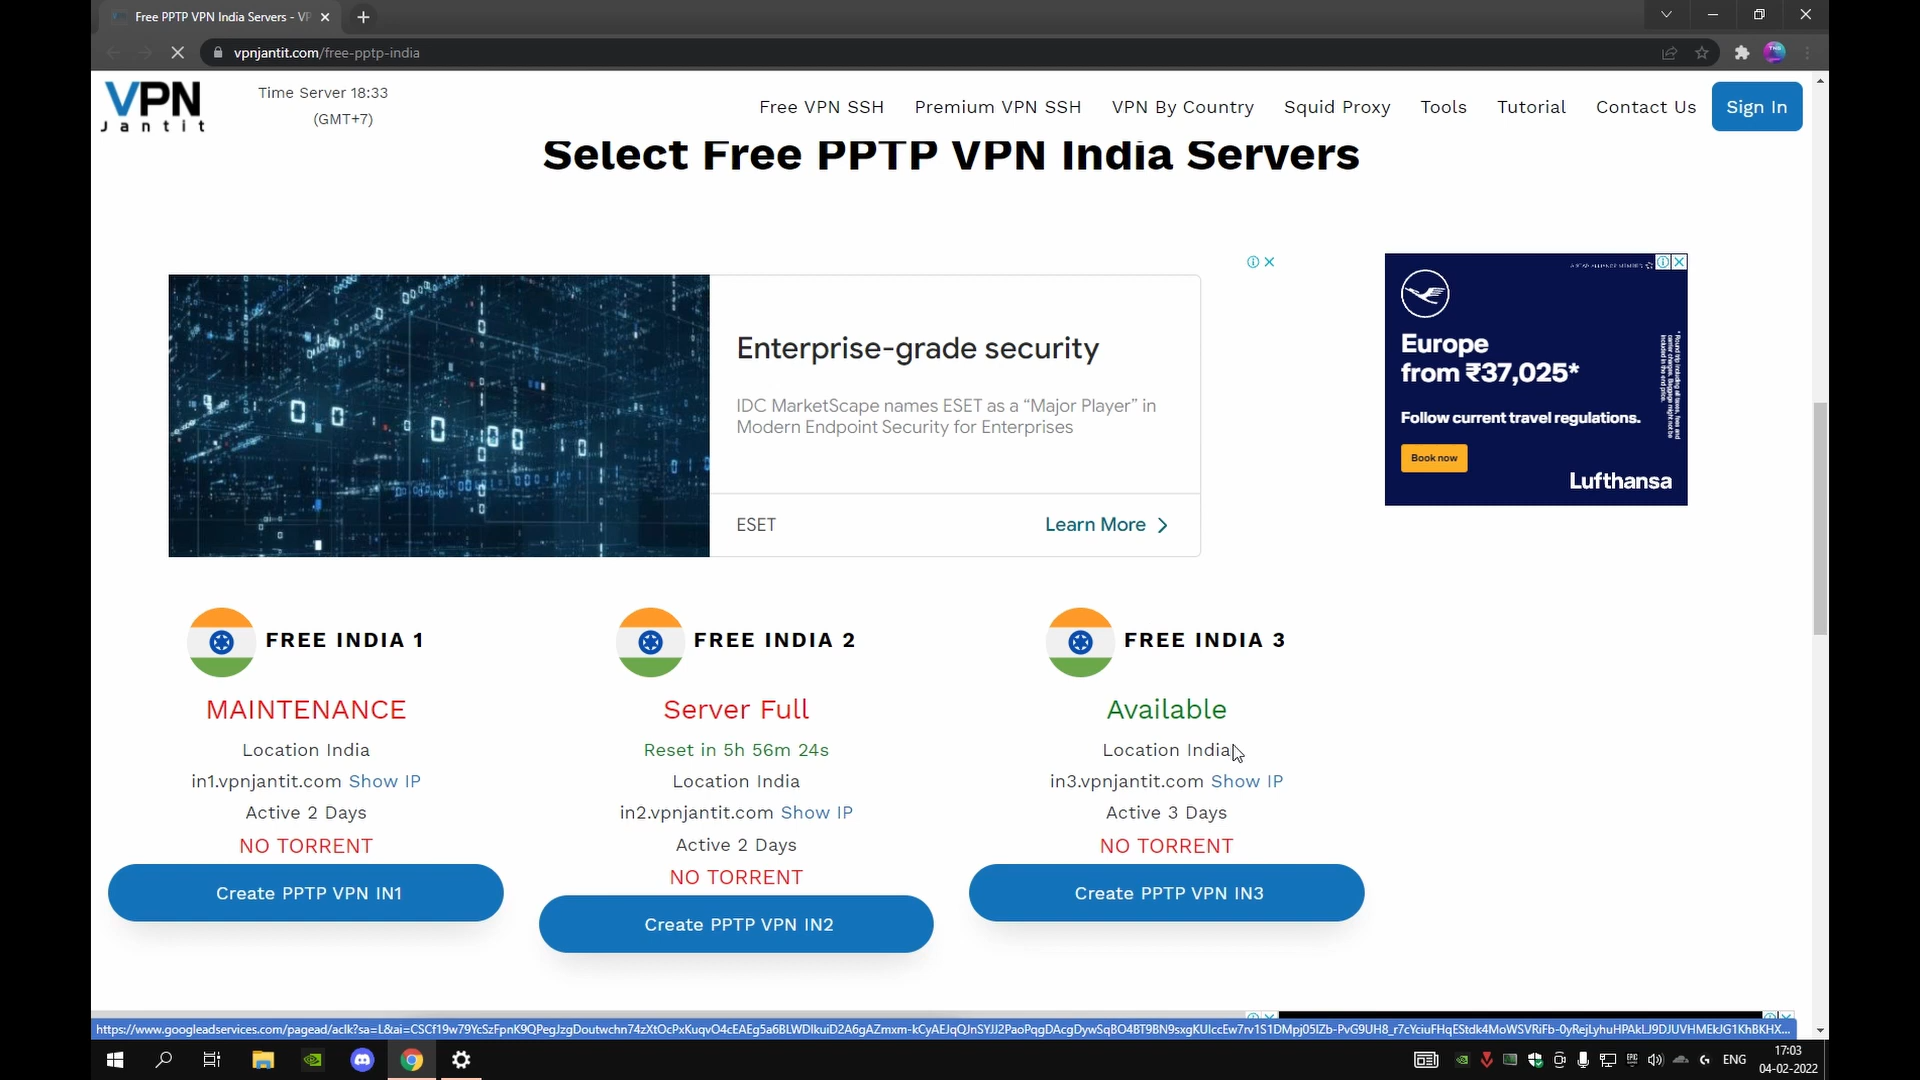 Free PPTP VPN India Servers - VP
vpnjantit.com/free-pptp-india
VPN
Jantit
Time Server 18:33
(GMT+7)
Free VPN SSH
Premium VPN SSH
VPN By Country
Squid Proxy
Tools
Tutorial
Contact Us
Sign In
Select Free PPTP VPN India Servers
Enterprise-grade security
IDC MarketScape names ESET as a “Major Player” in
Modern Endpoint Security for Enterprises
ESET
Learn More
A STAR ALLIANCE MEMBER
Europe
from ₹37,025*
Follow current travel regulations.
Book now
Lufthansa
FREE INDIA 1
MAINTENANCE
Location India
in1.vpnjantit.com Show IP
Active 2 Days
NO TORRENT
Create PPTP VPN IN1
FREE INDIA 2
Server Full
Reset in 5h 56m 24s
Location India
in2.vpnjantit.com Show IP
Active 2 Days
NO TORRENT
Create PPTP VPN IN2
FREE INDIA 3
Available
Location India
in3.vpnjantit.com Show IP
Active 3 Days
NO TORRENT
Create PPTP VPN IN3
ENG
17:03
04-02-2022